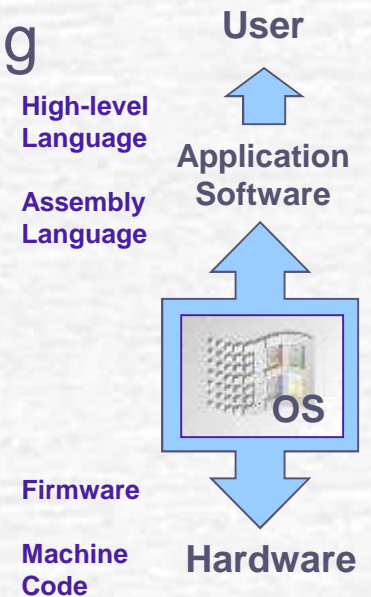 g
User
High-level
Language
Application
Software
Assembly
Language
OS
Firmware
Machine
Code
Hardware